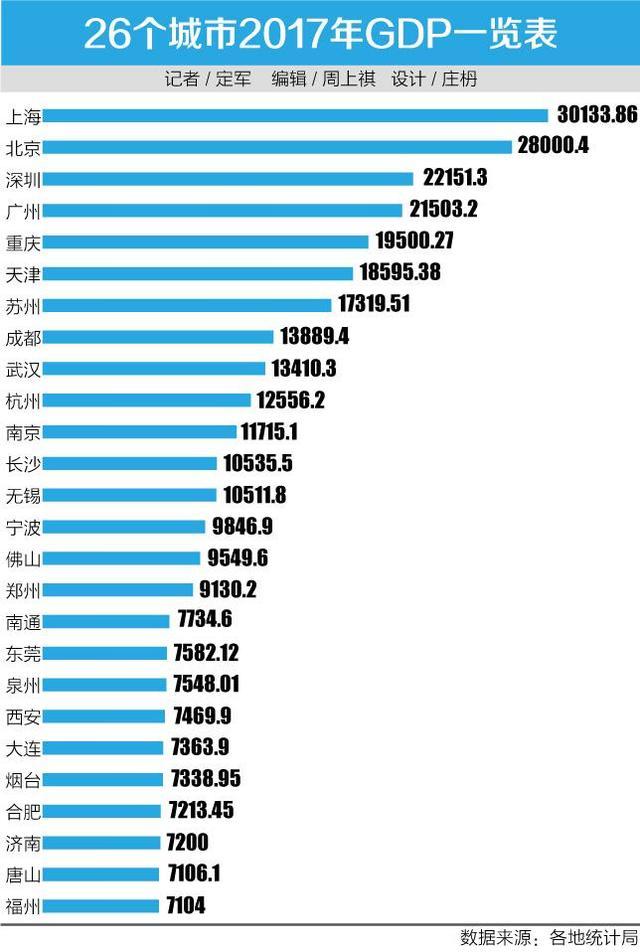 26个城市2017年GDP一览表
记者/定军 编辑/周上祺 设计/庄枬
上海 30133.86
北京 28000.4
深圳 22151.3
广州 21503.2
重庆 19500.27
天津 18595.38
苏州 17319.51
成都 13889.4
武汉 13410.3
杭州 12556.2
南京 11715.1
长沙 10535.5
无锡 10511.8
宁波 9846.9
佛山 9549.6
郑州 9130.2
南通 7734.6
东莞 7582.12
泉州 7548.01
西安 7469.9
大连 7363.9
烟台 7338.95
合肥 7213.45
济南 7200
唐山 7106.1
福州 7104
数据来源：各地统计局